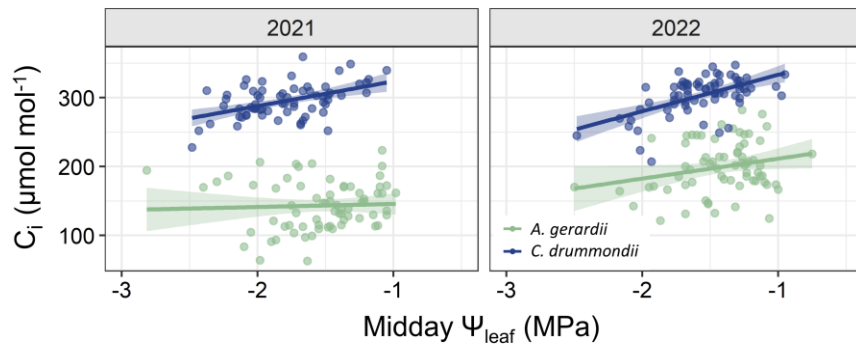 2021 2022
300
200
100
Cᵢ (μmol mol⁻¹)
A. gerardii
C. drummondii
-3 -2 -1 -3 -2 -1
Midday Ψleaf (MPa)